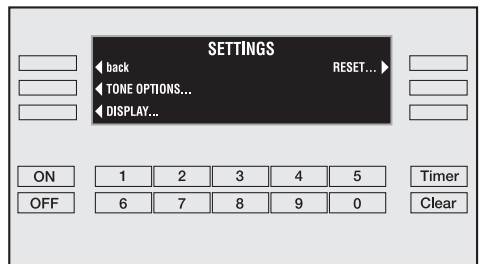 SETTINGS
◀ back RESET... ▶
◀ TONE OPTIONS...
◀ DISPLAY...
ON 1 2 3 4 5 Timer
OFF 6 7 8 9 0 Clear